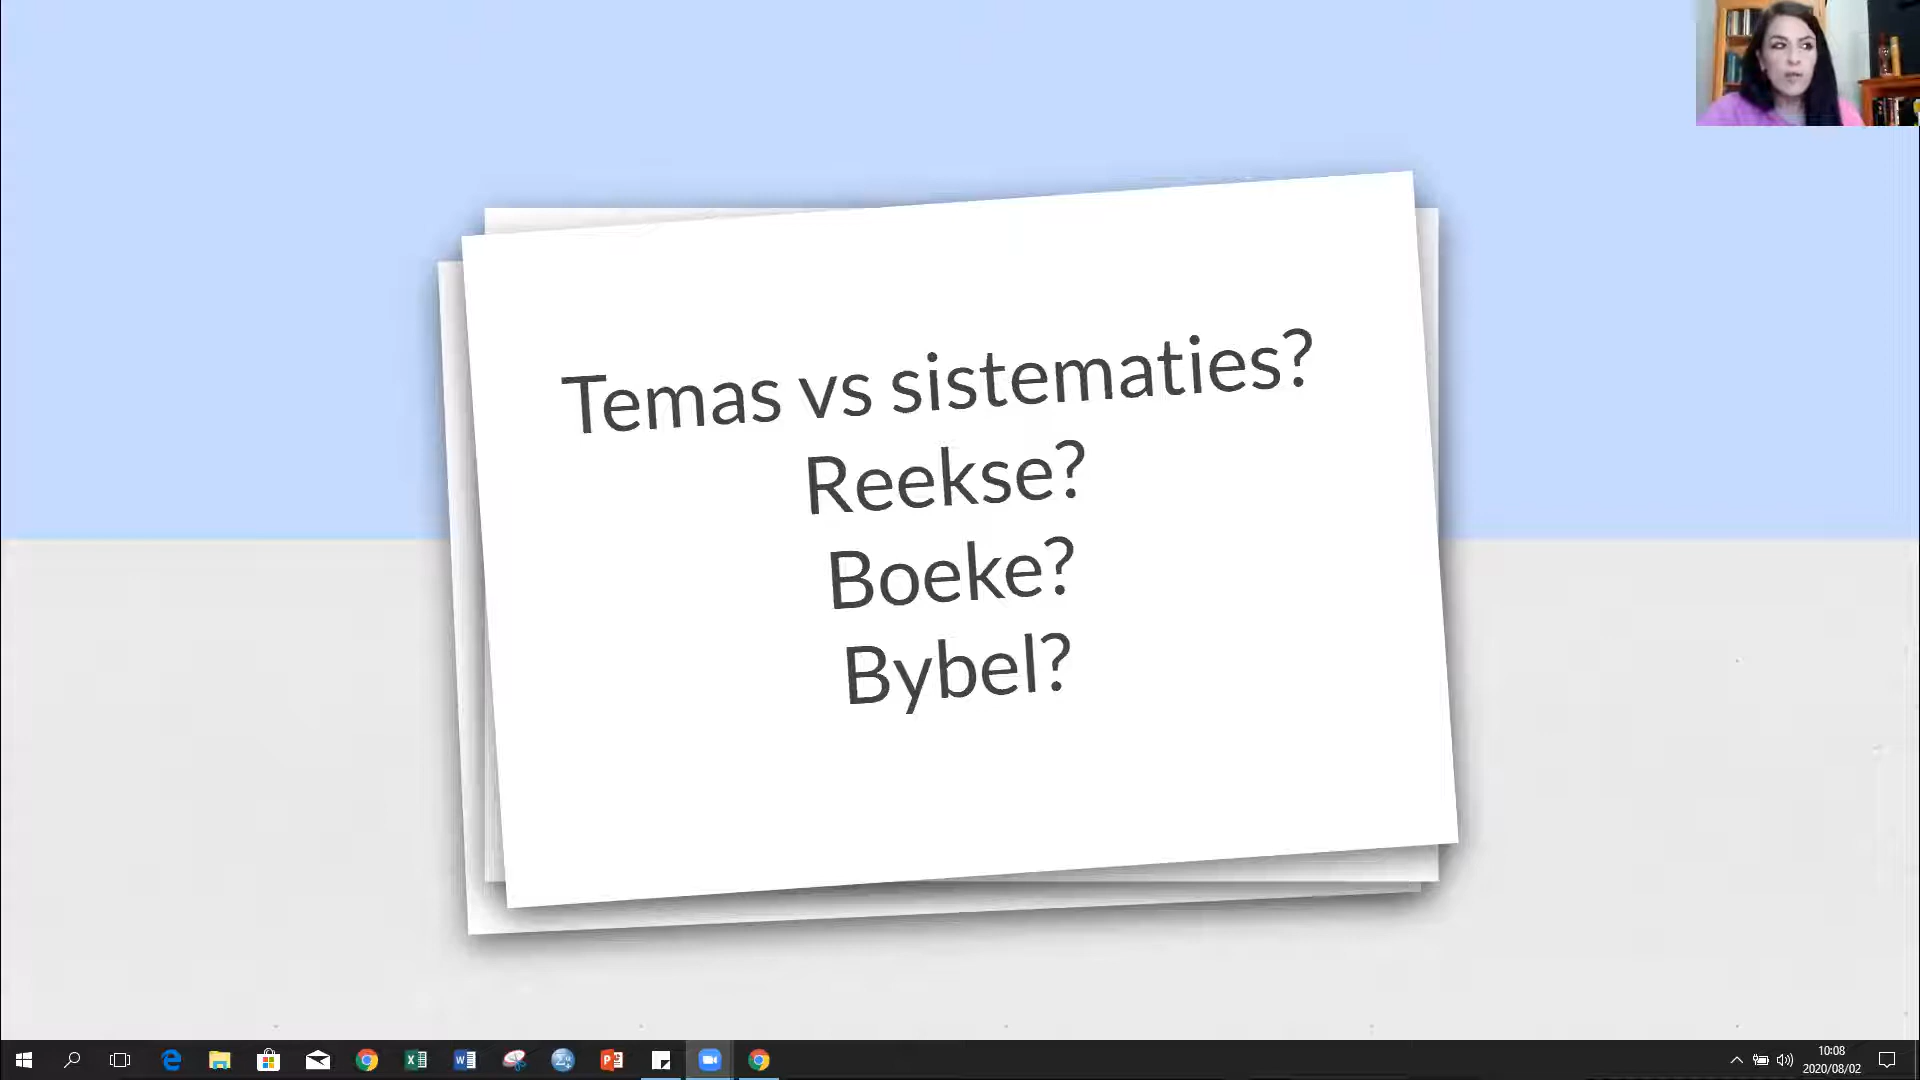 Temas vs sistematies?
Reekse?
Boeke?
Bybel?
10:08
2020/08/02